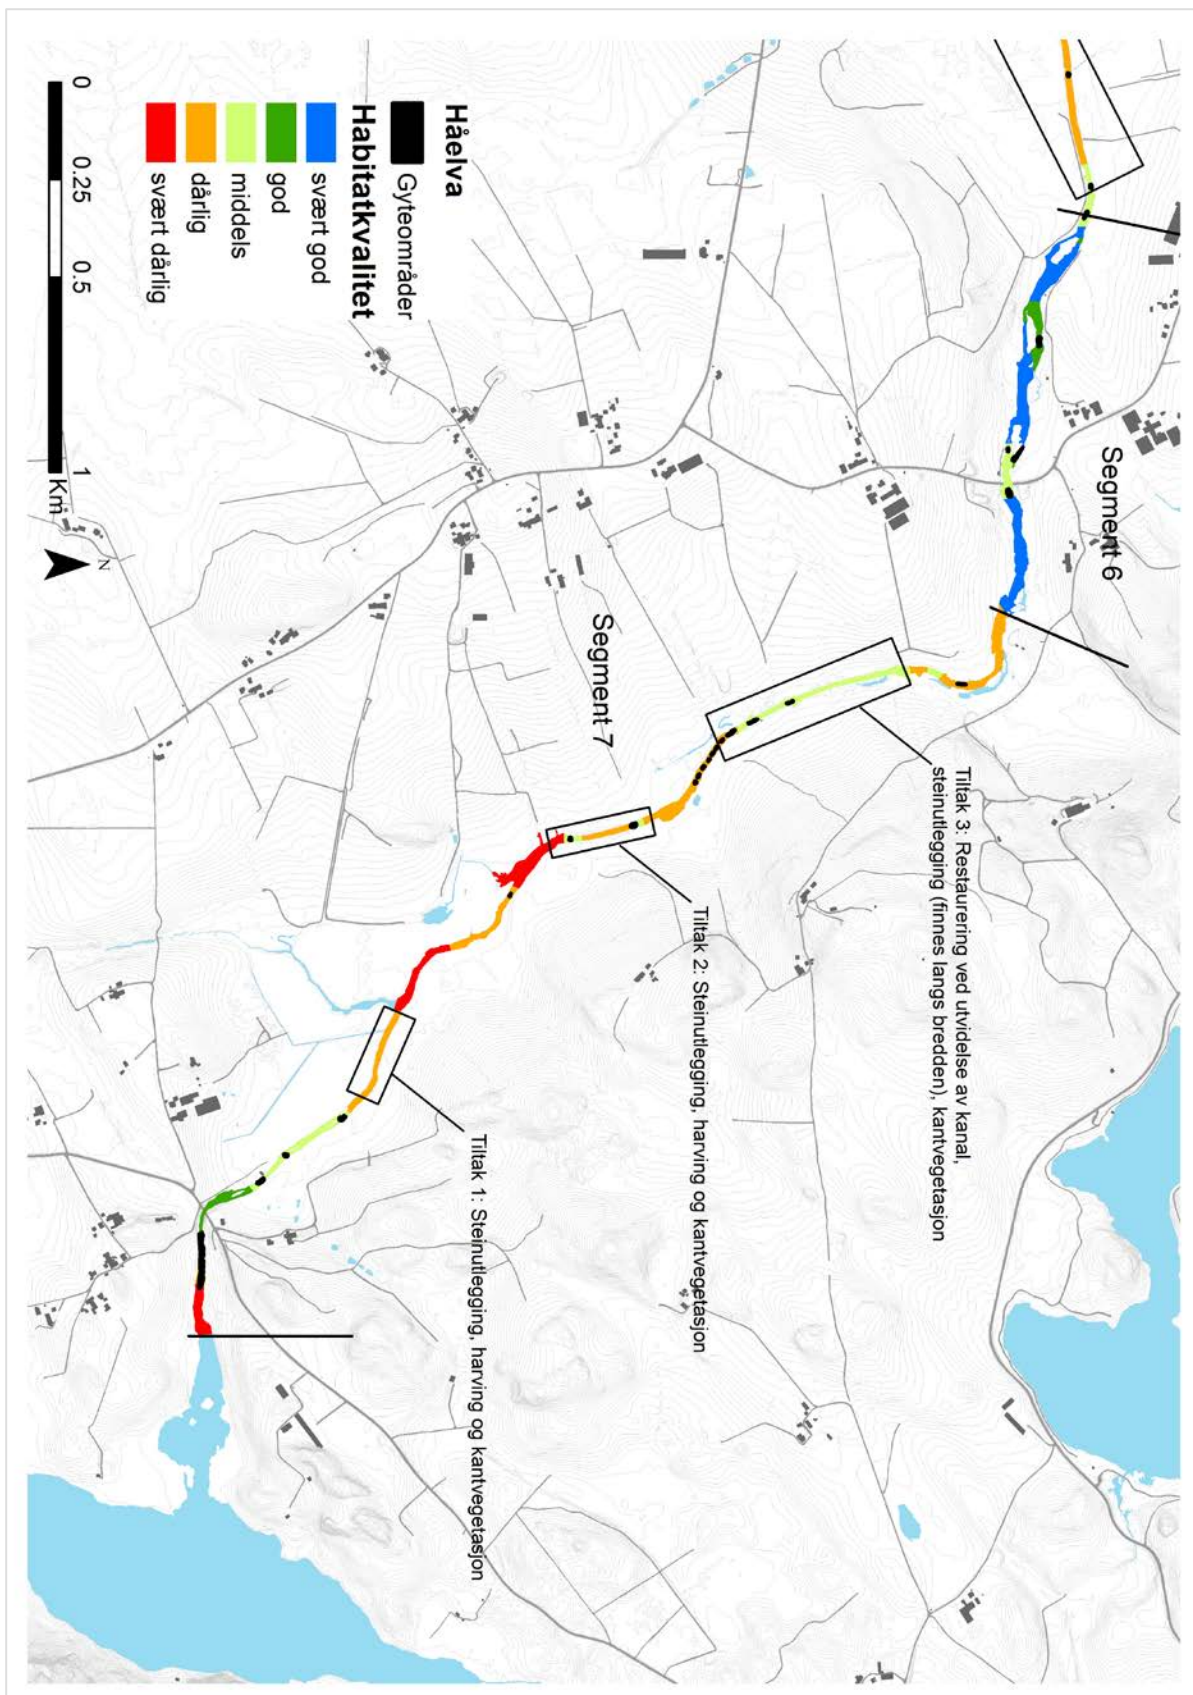 Segment 6
Tiltak 3: Restaurering ved utvidelse av kanal,
steinutlegging (finnes langs bredden), kantvegetasjon
Tiltak 2: Steinutlegging, harving og kantvegetasjon
Segment 7
Tiltak 1: Steinutlegging, harving og kantvegetasjon
Håelva
Gyteområder
Habitatkvalitet
svært god
god
middels
dårlig
svært dårlig
0 0.25 0.5 1 Km
N